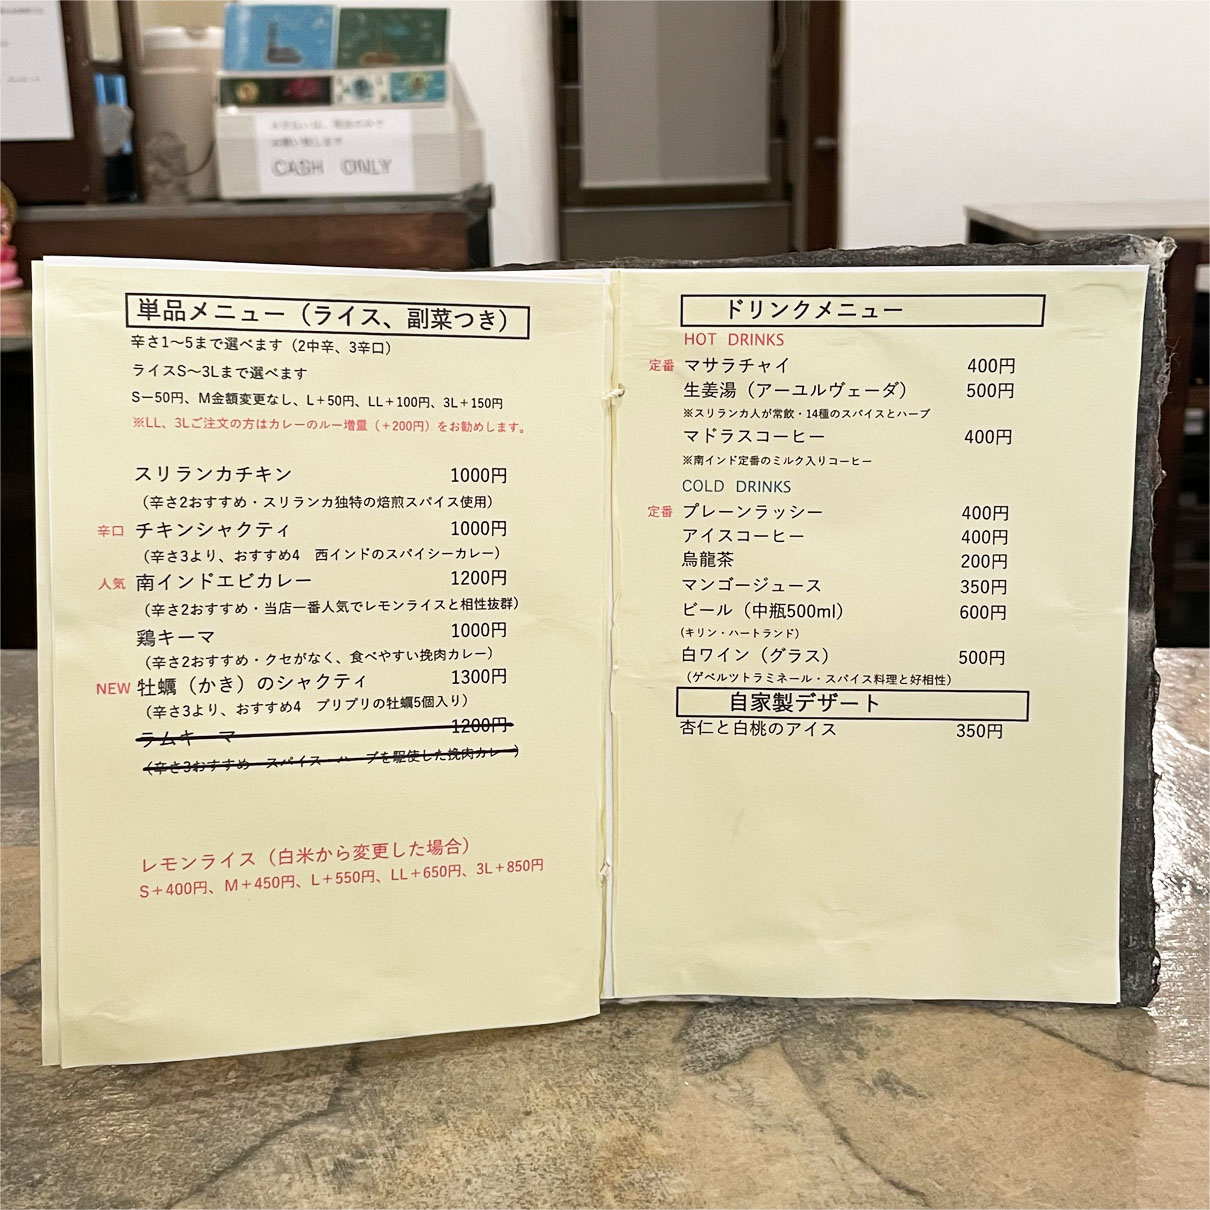 CASH ONLY
単品メニュー（ライス、副菜つき）
辛さ1〜5まで選べます（2中辛、3辛口）
ライスS〜3Lまで選べます
S－50円、M金額変更なし、L＋50円、LL＋100円、3L＋150円
※LL、3Lご注文の方はカレーのルー増量（＋200円）をお勧めします。
スリランカチキン 1000円
（辛さ2おすすめ・スリランカ独特の焙煎スパイス使用）
辛口 チキンシャクティ 1000円
（辛さ3より、おすすめ4　西インドのスパイシーカレー）
人気 南インドエビカレー 1200円
（辛さ2おすすめ・当店一番人気でレモンライスと相性抜群）
鶏キーマ 1000円
（辛さ2おすすめ・クセがなく、食べやすい挽肉カレー）
NEW 牡蠣（かき）のシャクティ 1300円
（辛さ3より、おすすめ4　プリプリの牡蠣5個入り）
ラムキーマ 1200円
（辛さ3おすすめ　スパイス・ハーブを駆使した挽肉カレー）
レモンライス（白米から変更した場合）
S＋400円、M＋450円、L＋550円、LL＋650円、3L＋850円
ドリンクメニュー
HOT DRINKS
定番 マサラチャイ 400円
生姜湯（アーユルヴェーダ） 500円
※スリランカ人が常飲・14種のスパイスとハーブ
マドラスコーヒー 400円
※南インド定番のミルク入りコーヒー
COLD DRINKS
定番 プレーンラッシー 400円
アイスコーヒー 400円
烏龍茶 200円
マンゴージュース 350円
ビール（中瓶500ml） 600円
（キリン・ハートランド）
白ワイン（グラス） 500円
（ゲベルツトラミネール・スパイス料理と好相性）
自家製デザート
杏仁と白桃のアイス 350円